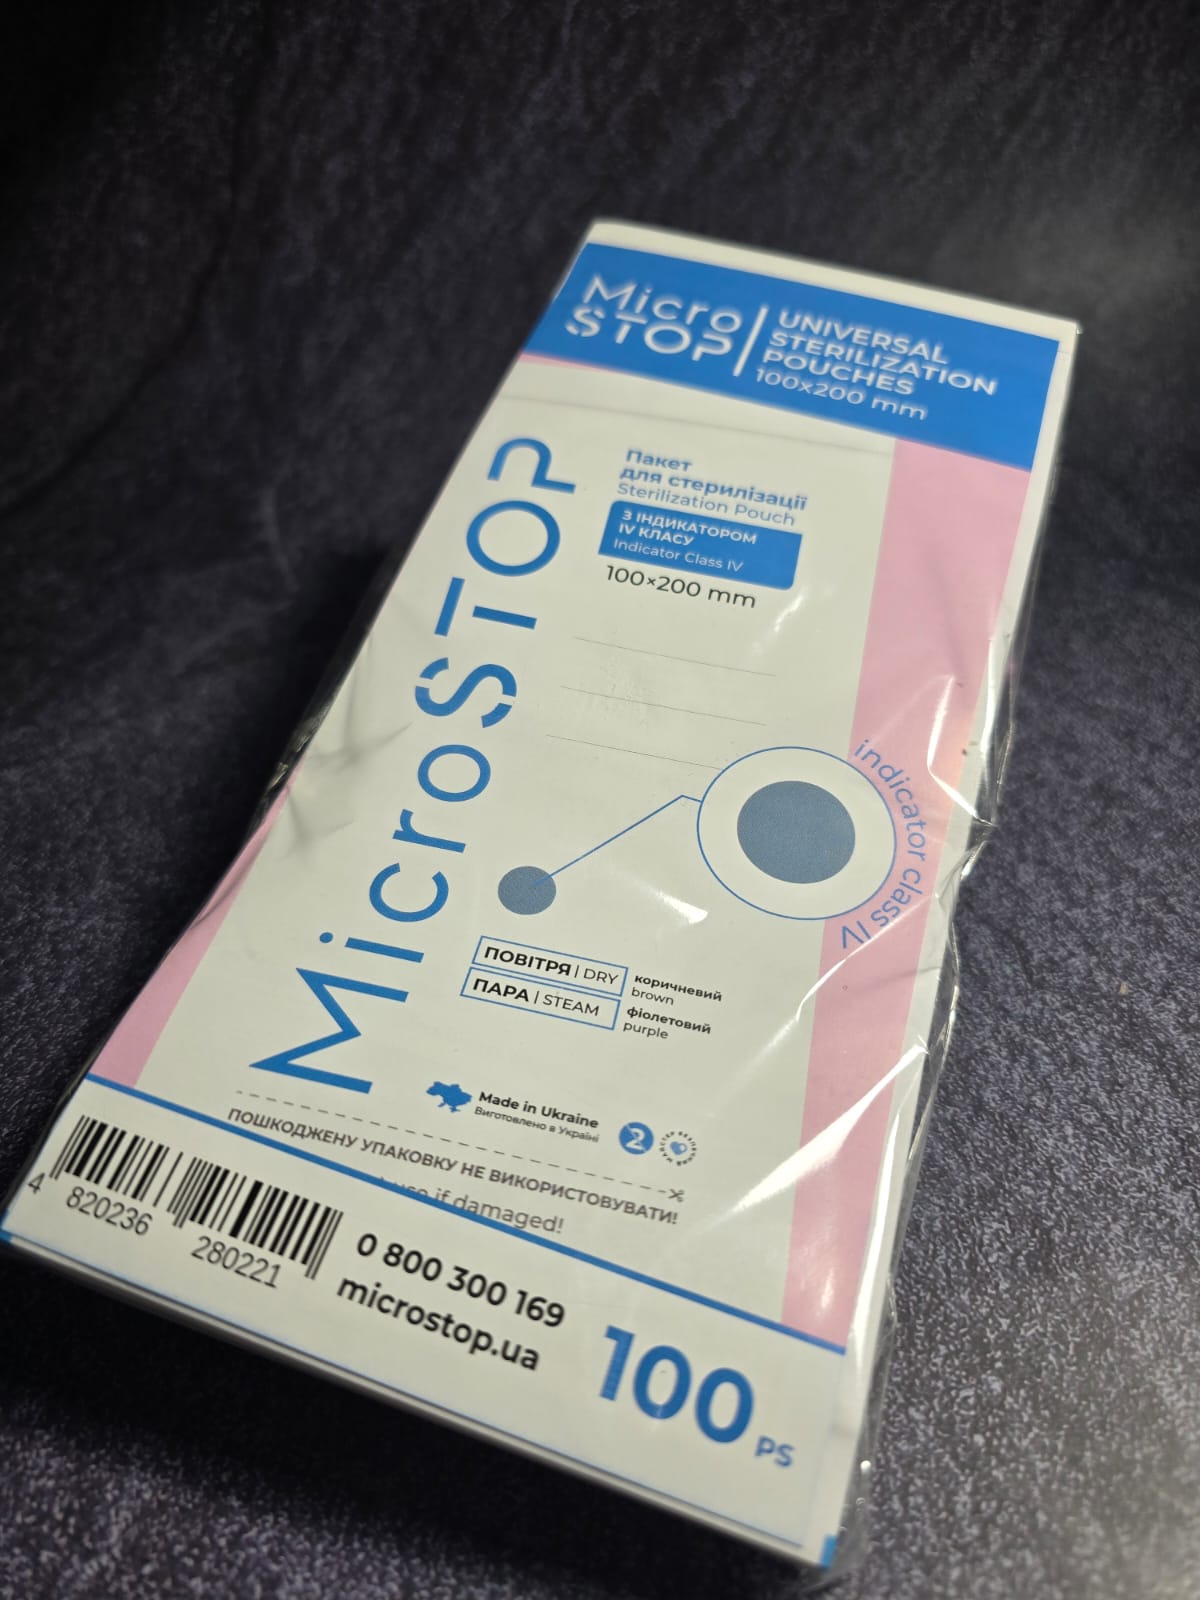 Micro
STOP
UNIVERSAL
STERILIZATION
POUCHES
100x200 mm
MicroSTOP
Пакет
для стерилізації
Sterilization Pouch
З ІНДИКАТОРОМ
IV КЛАСУ
Indicator Class IV
100×200 mm
indicator class IV
ПОВІТРЯ | DRY
коричневий
brown
ПАРА | STEAM
фіолетовий
purple
Made in Ukraine
Виготовлено в Україні
2
ПОШКОДЖЕНУ УПАКОВКУ НЕ ВИКОРИСТОВУВАТИ!
use if damaged!
4 820236 280221
0 800 300 169
microstop.ua
100 PS